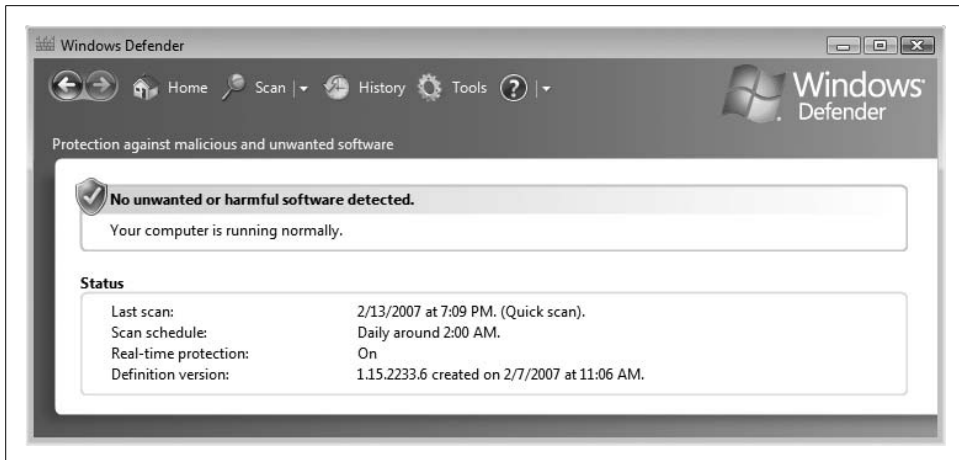 Windows Defender
Home Scan History Tools ?
Windows
Defender
Protection against malicious and unwanted software
No unwanted or harmful software detected.
Your computer is running normally.
Status
Last scan: 2/13/2007 at 7:09 PM. (Quick scan).
Scan schedule: Daily around 2:00 AM.
Real-time protection: On
Definition version: 1.15.2233.6 created on 2/7/2007 at 11:06 AM.